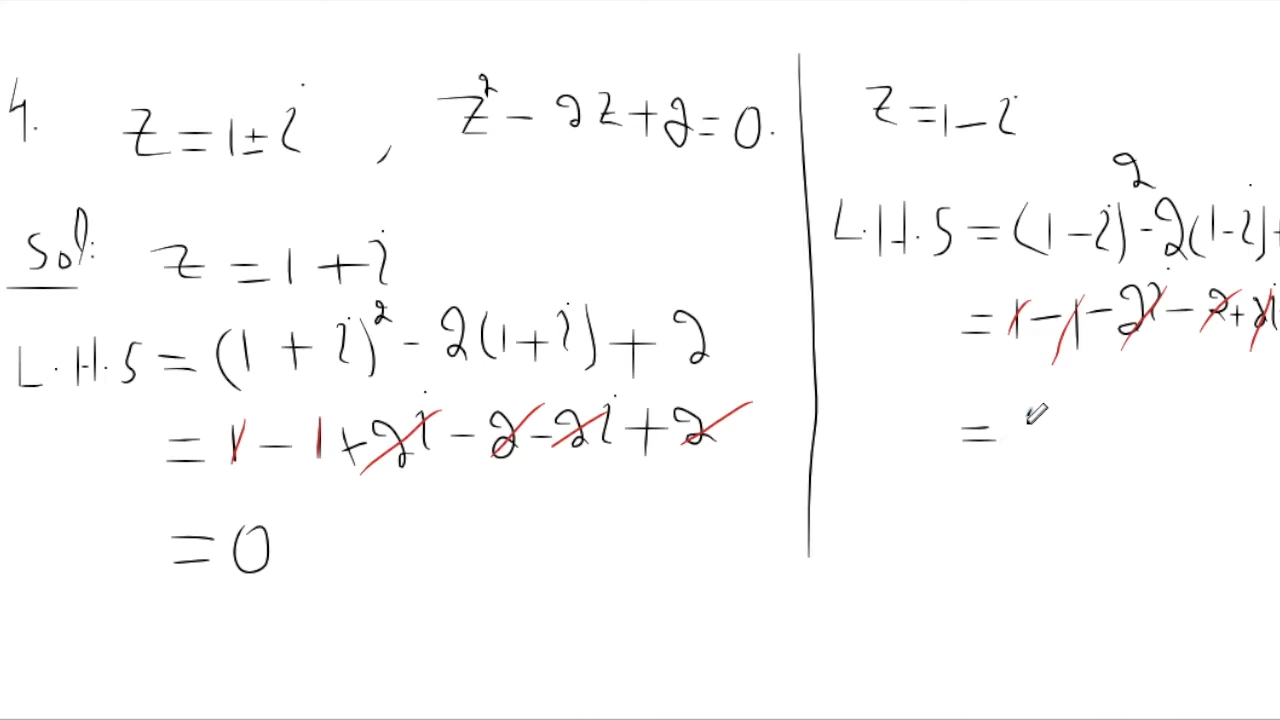 4. z = 1 ± i , z² - 2z + 2 = 0.
Sol: z = 1 + i
L.H.S = (1 + i)² - 2(1 + i) + 2
= 1 - 1 + 2i - 2 - 2i + 2
= 0
z = 1 - i
L.H.S = (1 - i)² - 2(1 - i) +
= 1 - 1 - 2i - 2 + 2i
=